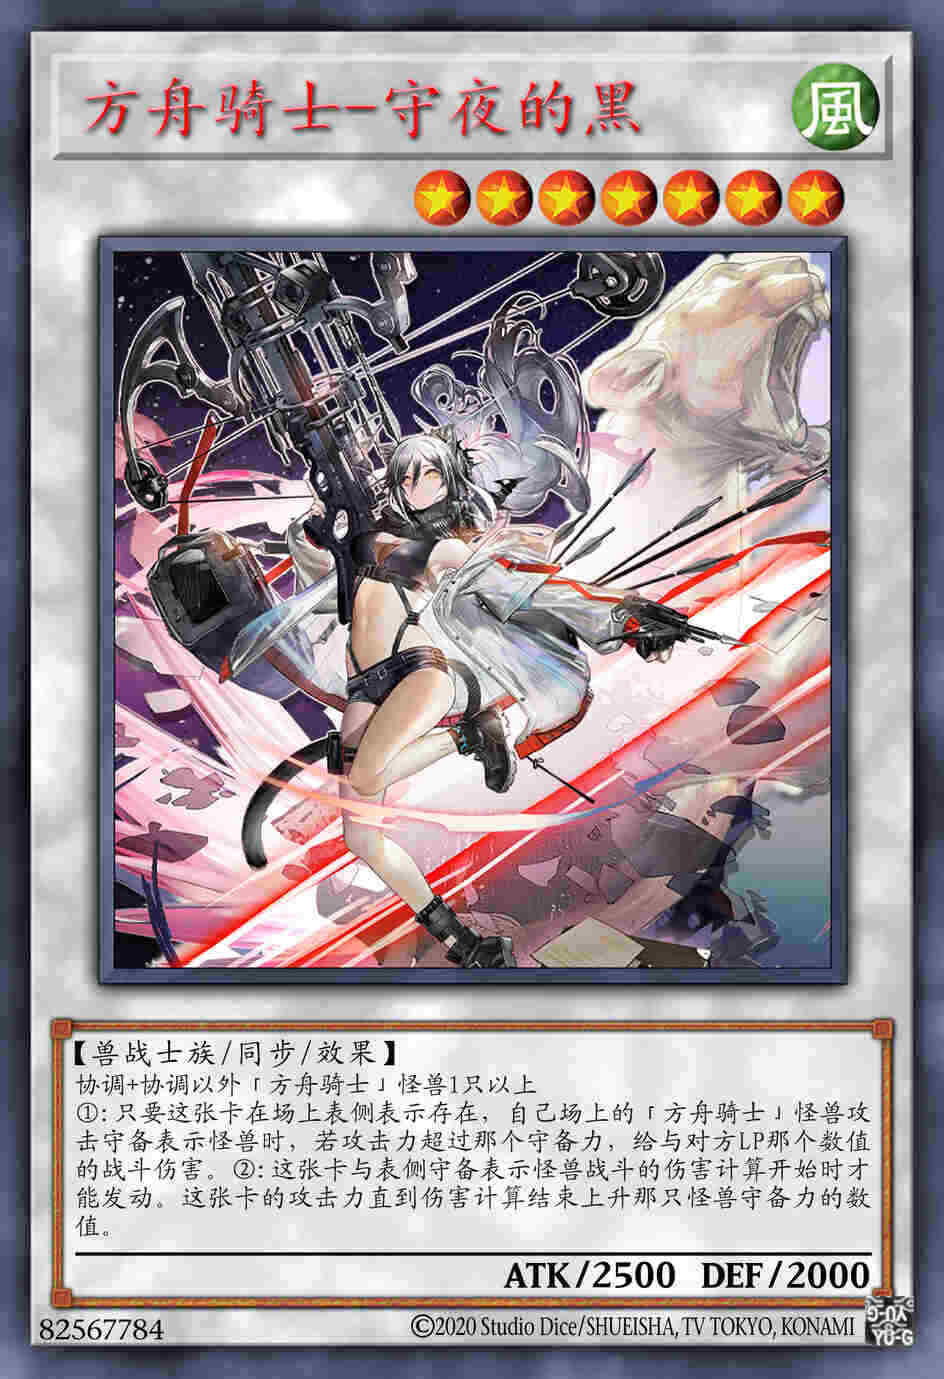 方舟骑士-守夜的黑
風
【兽战士族/同步/效果】
协调+协调以外「方舟骑士」怪兽1只以上
①:只要这张卡在场上表侧表示存在，自己场上的「方舟骑士」怪兽攻
击守备表示怪兽时，若攻击力超过那个守备力，给与对方LP那个数值
的战斗伤害。②:这张卡与表侧守备表示怪兽战斗的伤害计算开始时才
能发动。这张卡的攻击力直到伤害计算结束上升那只怪兽守备力的数
值。
ATK/2500 DEF/2000
82567784
©2020 Studio Dice/SHUEISHA, TV TOKYO, KONAMI